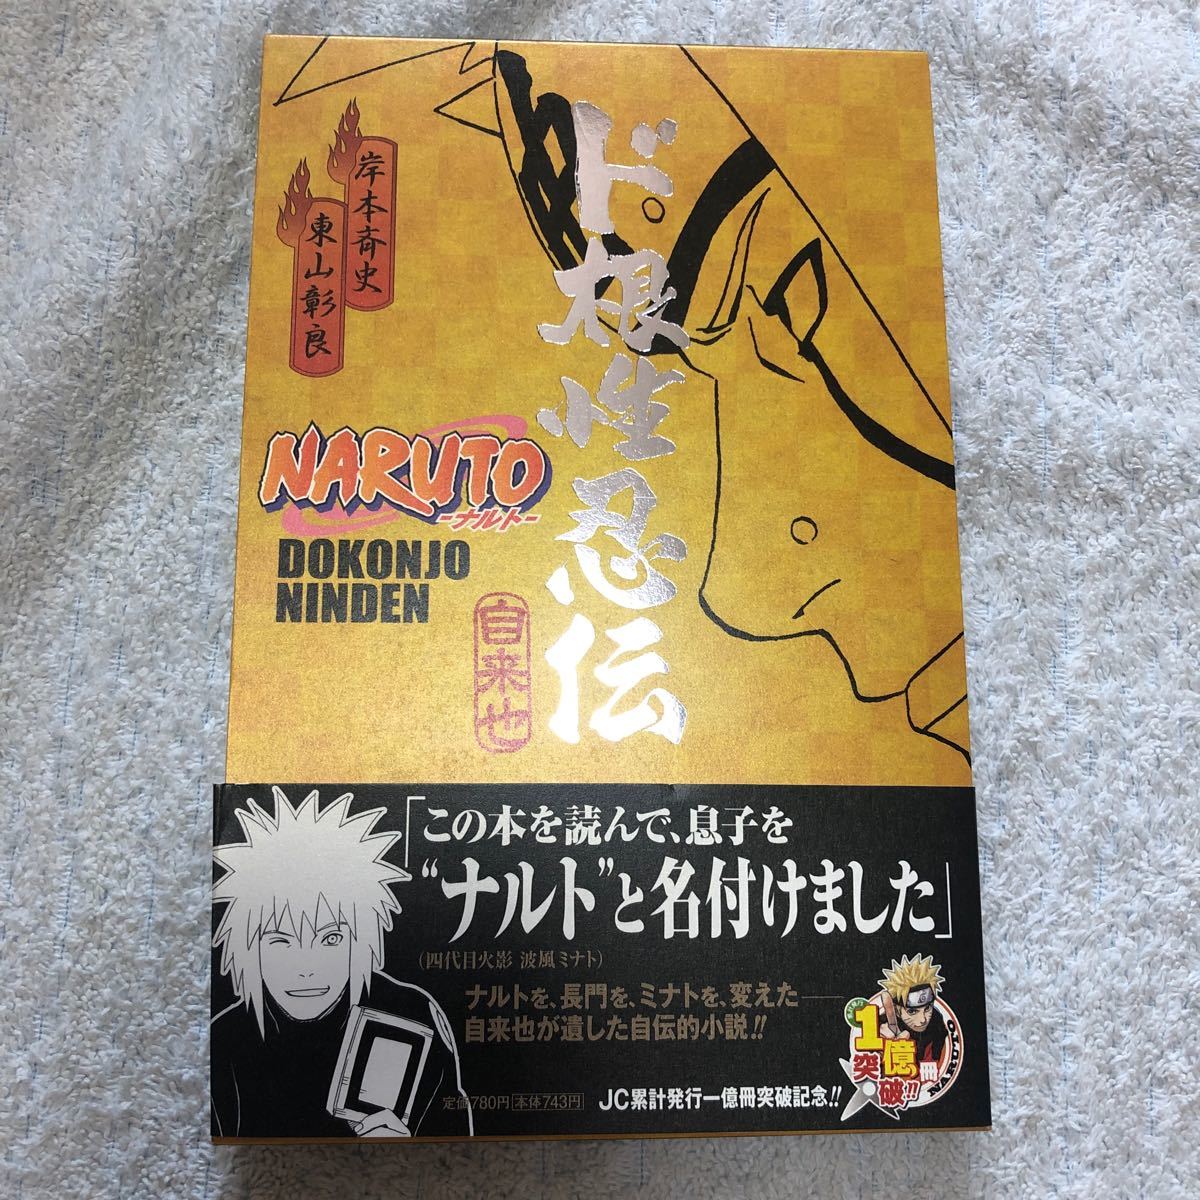 岸本斉史
東山彰良
ド根性忍伝
NARUTO
-ナルト-
DOKONJO
NINDEN
自来也
「この本を読んで、息子を
“ナルト”と名付けました」
(四代目火影 波風ミナト)
ナルトを、長門を、ミナトを、変えた――
自来也が遺した自伝的小説!!
定価780円 本体743円
JC累計発行一億冊突破記念!!
1億冊
突破!!
NARUTO